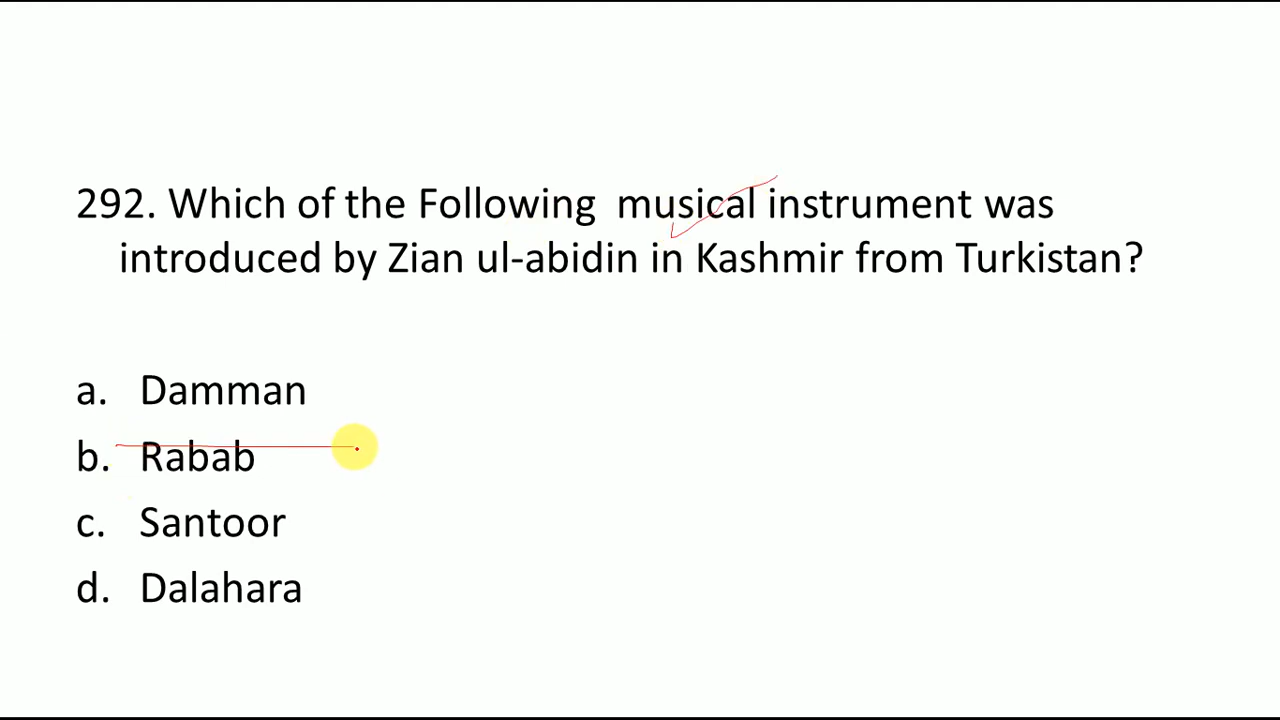 292. Which of the Following musical instrument was
introduced by Zian ul-abidin in Kashmir from Turkistan?
a. Damman
b. Rabab
c. Santoor
d. Dalahara